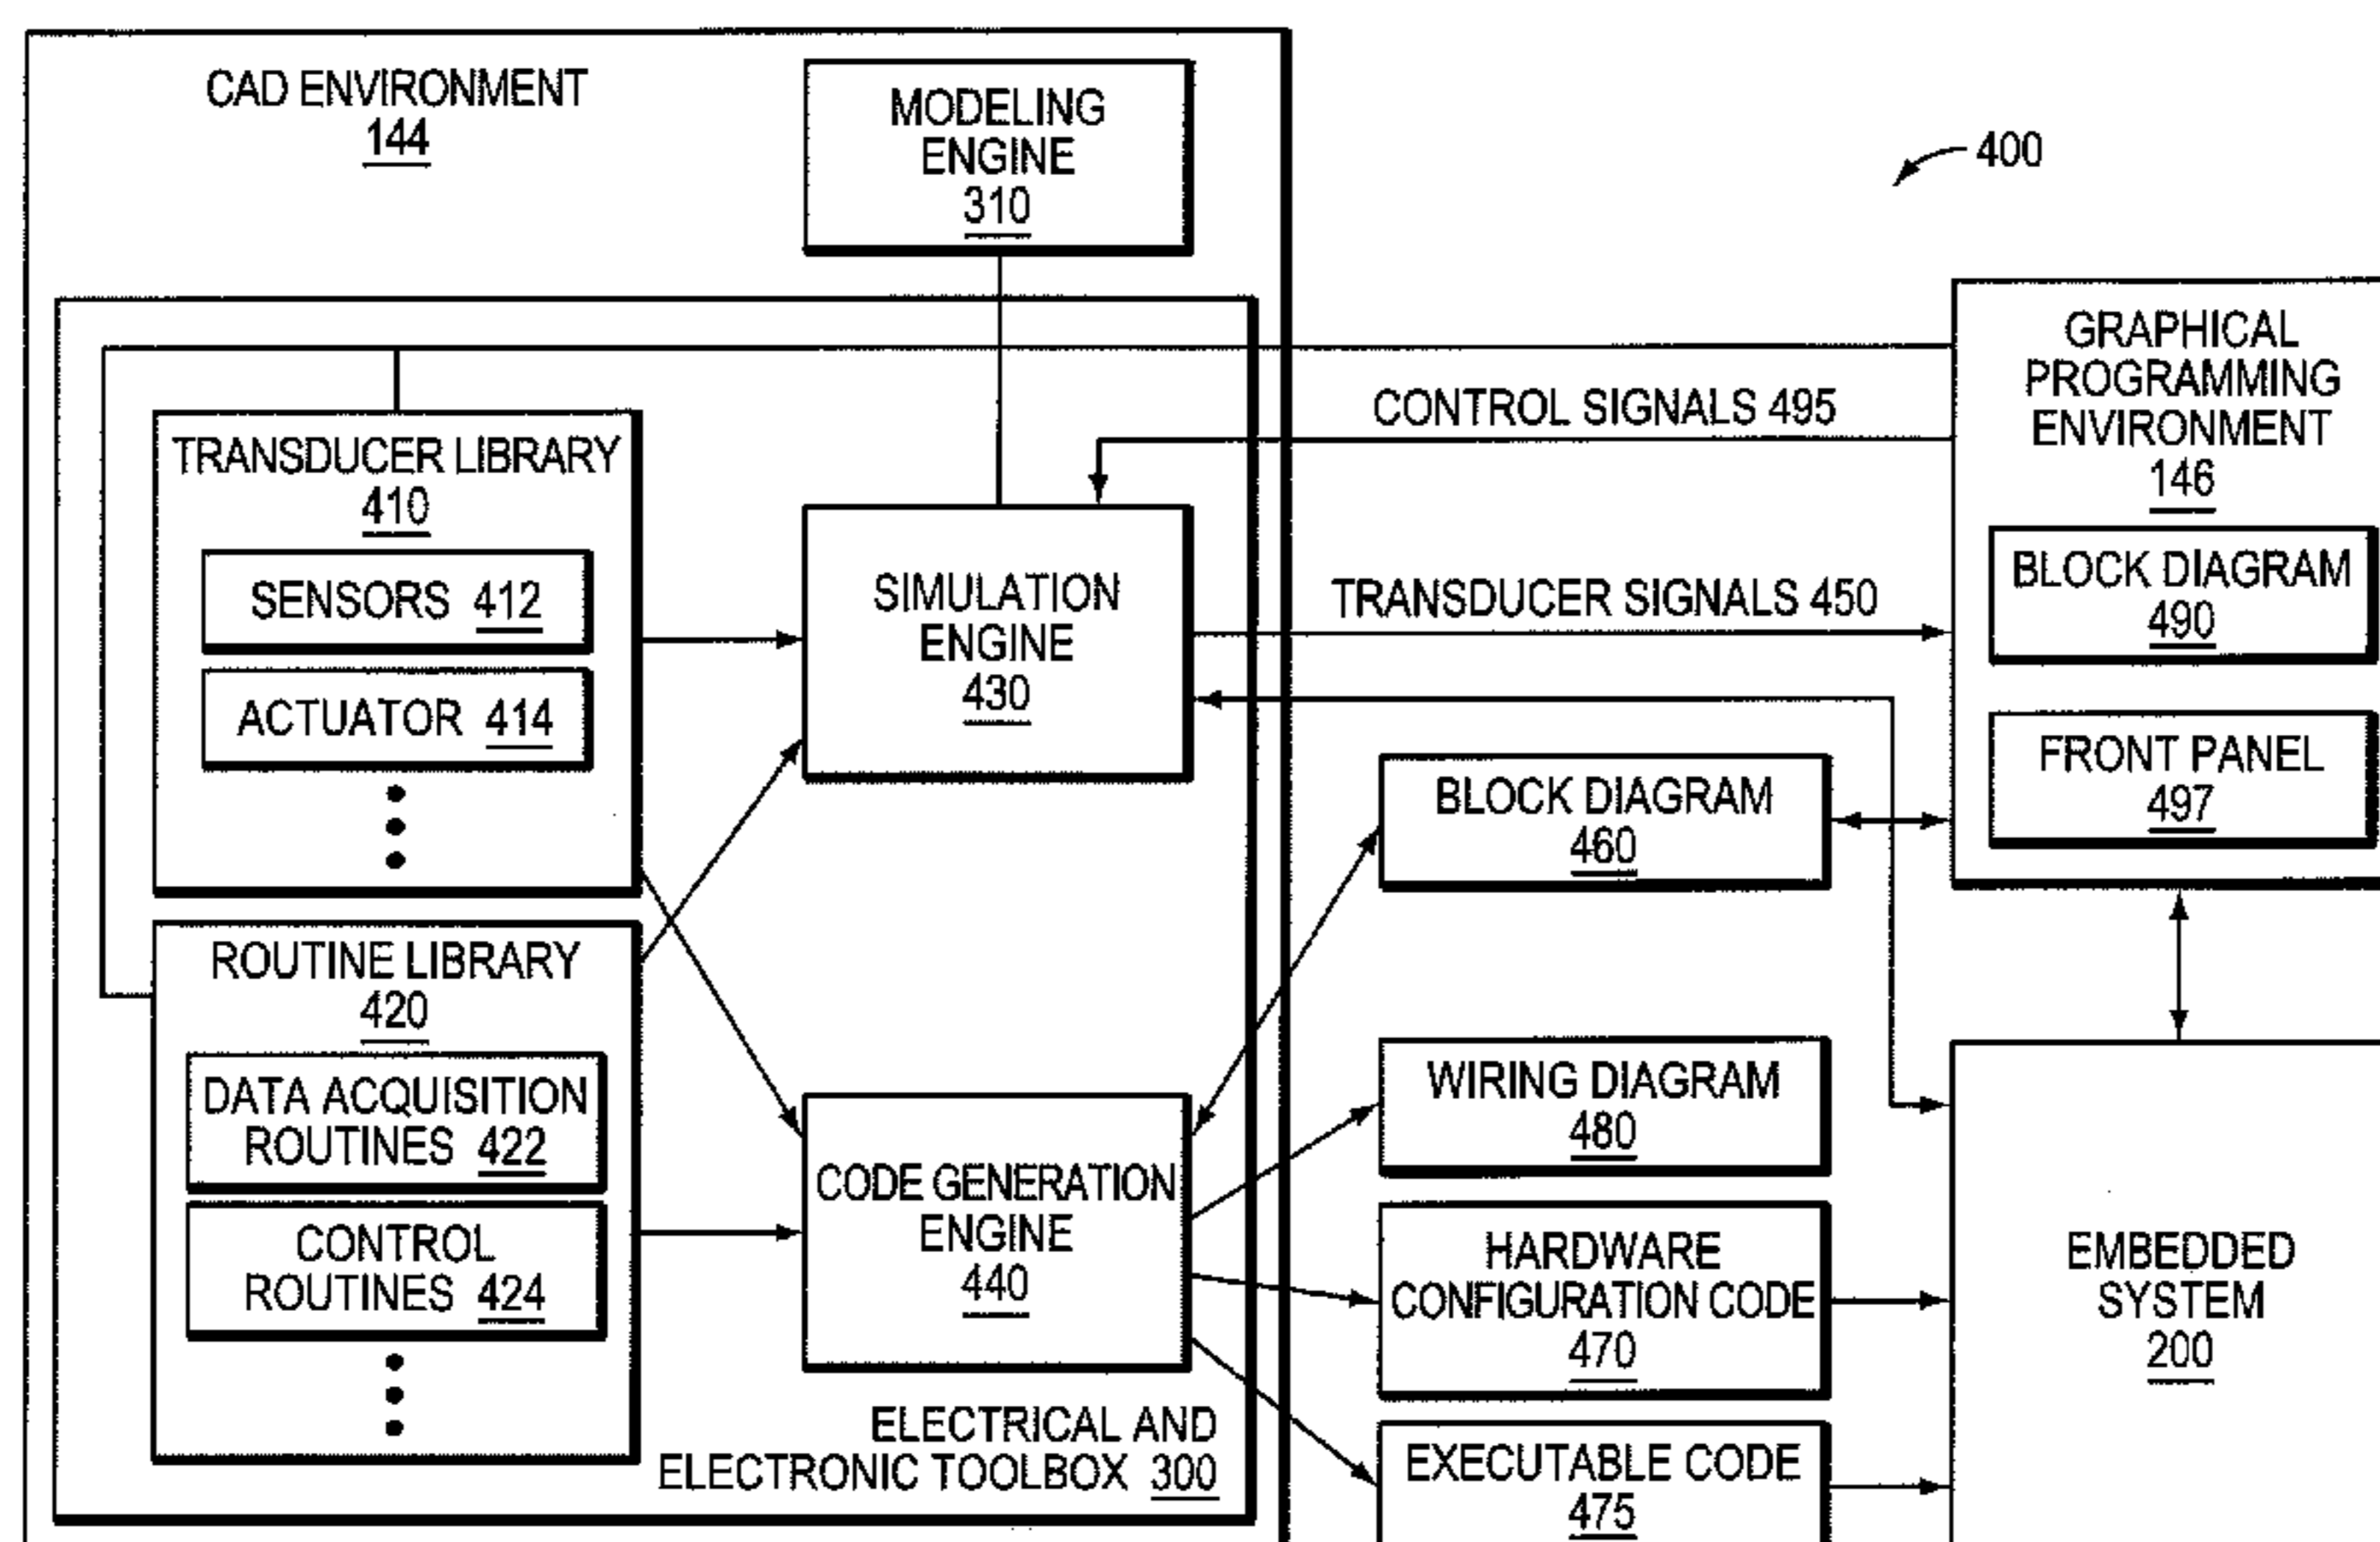 CAD ENVIRONMENT
144
MODELING
ENGINE
310
400
TRANSDUCER LIBRARY
410
SENSORS 412
ACTUATOR 414
ROUTINE LIBRARY
420
DATA ACQUISITION
ROUTINES 422
CONTROL
ROUTINES 424
SIMULATION
ENGINE
430
CODE GENERATION
ENGINE
440
ELECTRICAL AND
ELECTRONIC TOOLBOX 300
CONTROL SIGNALS 495
TRANSDUCER SIGNALS 450
BLOCK DIAGRAM
460
WIRING DIAGRAM
480
HARDWARE
CONFIGURATION CODE
470
EXECUTABLE CODE
475
GRAPHICAL
PROGRAMMING
ENVIRONMENT
146
BLOCK DIAGRAM
490
FRONT PANEL
497
EMBEDDED
SYSTEM
200